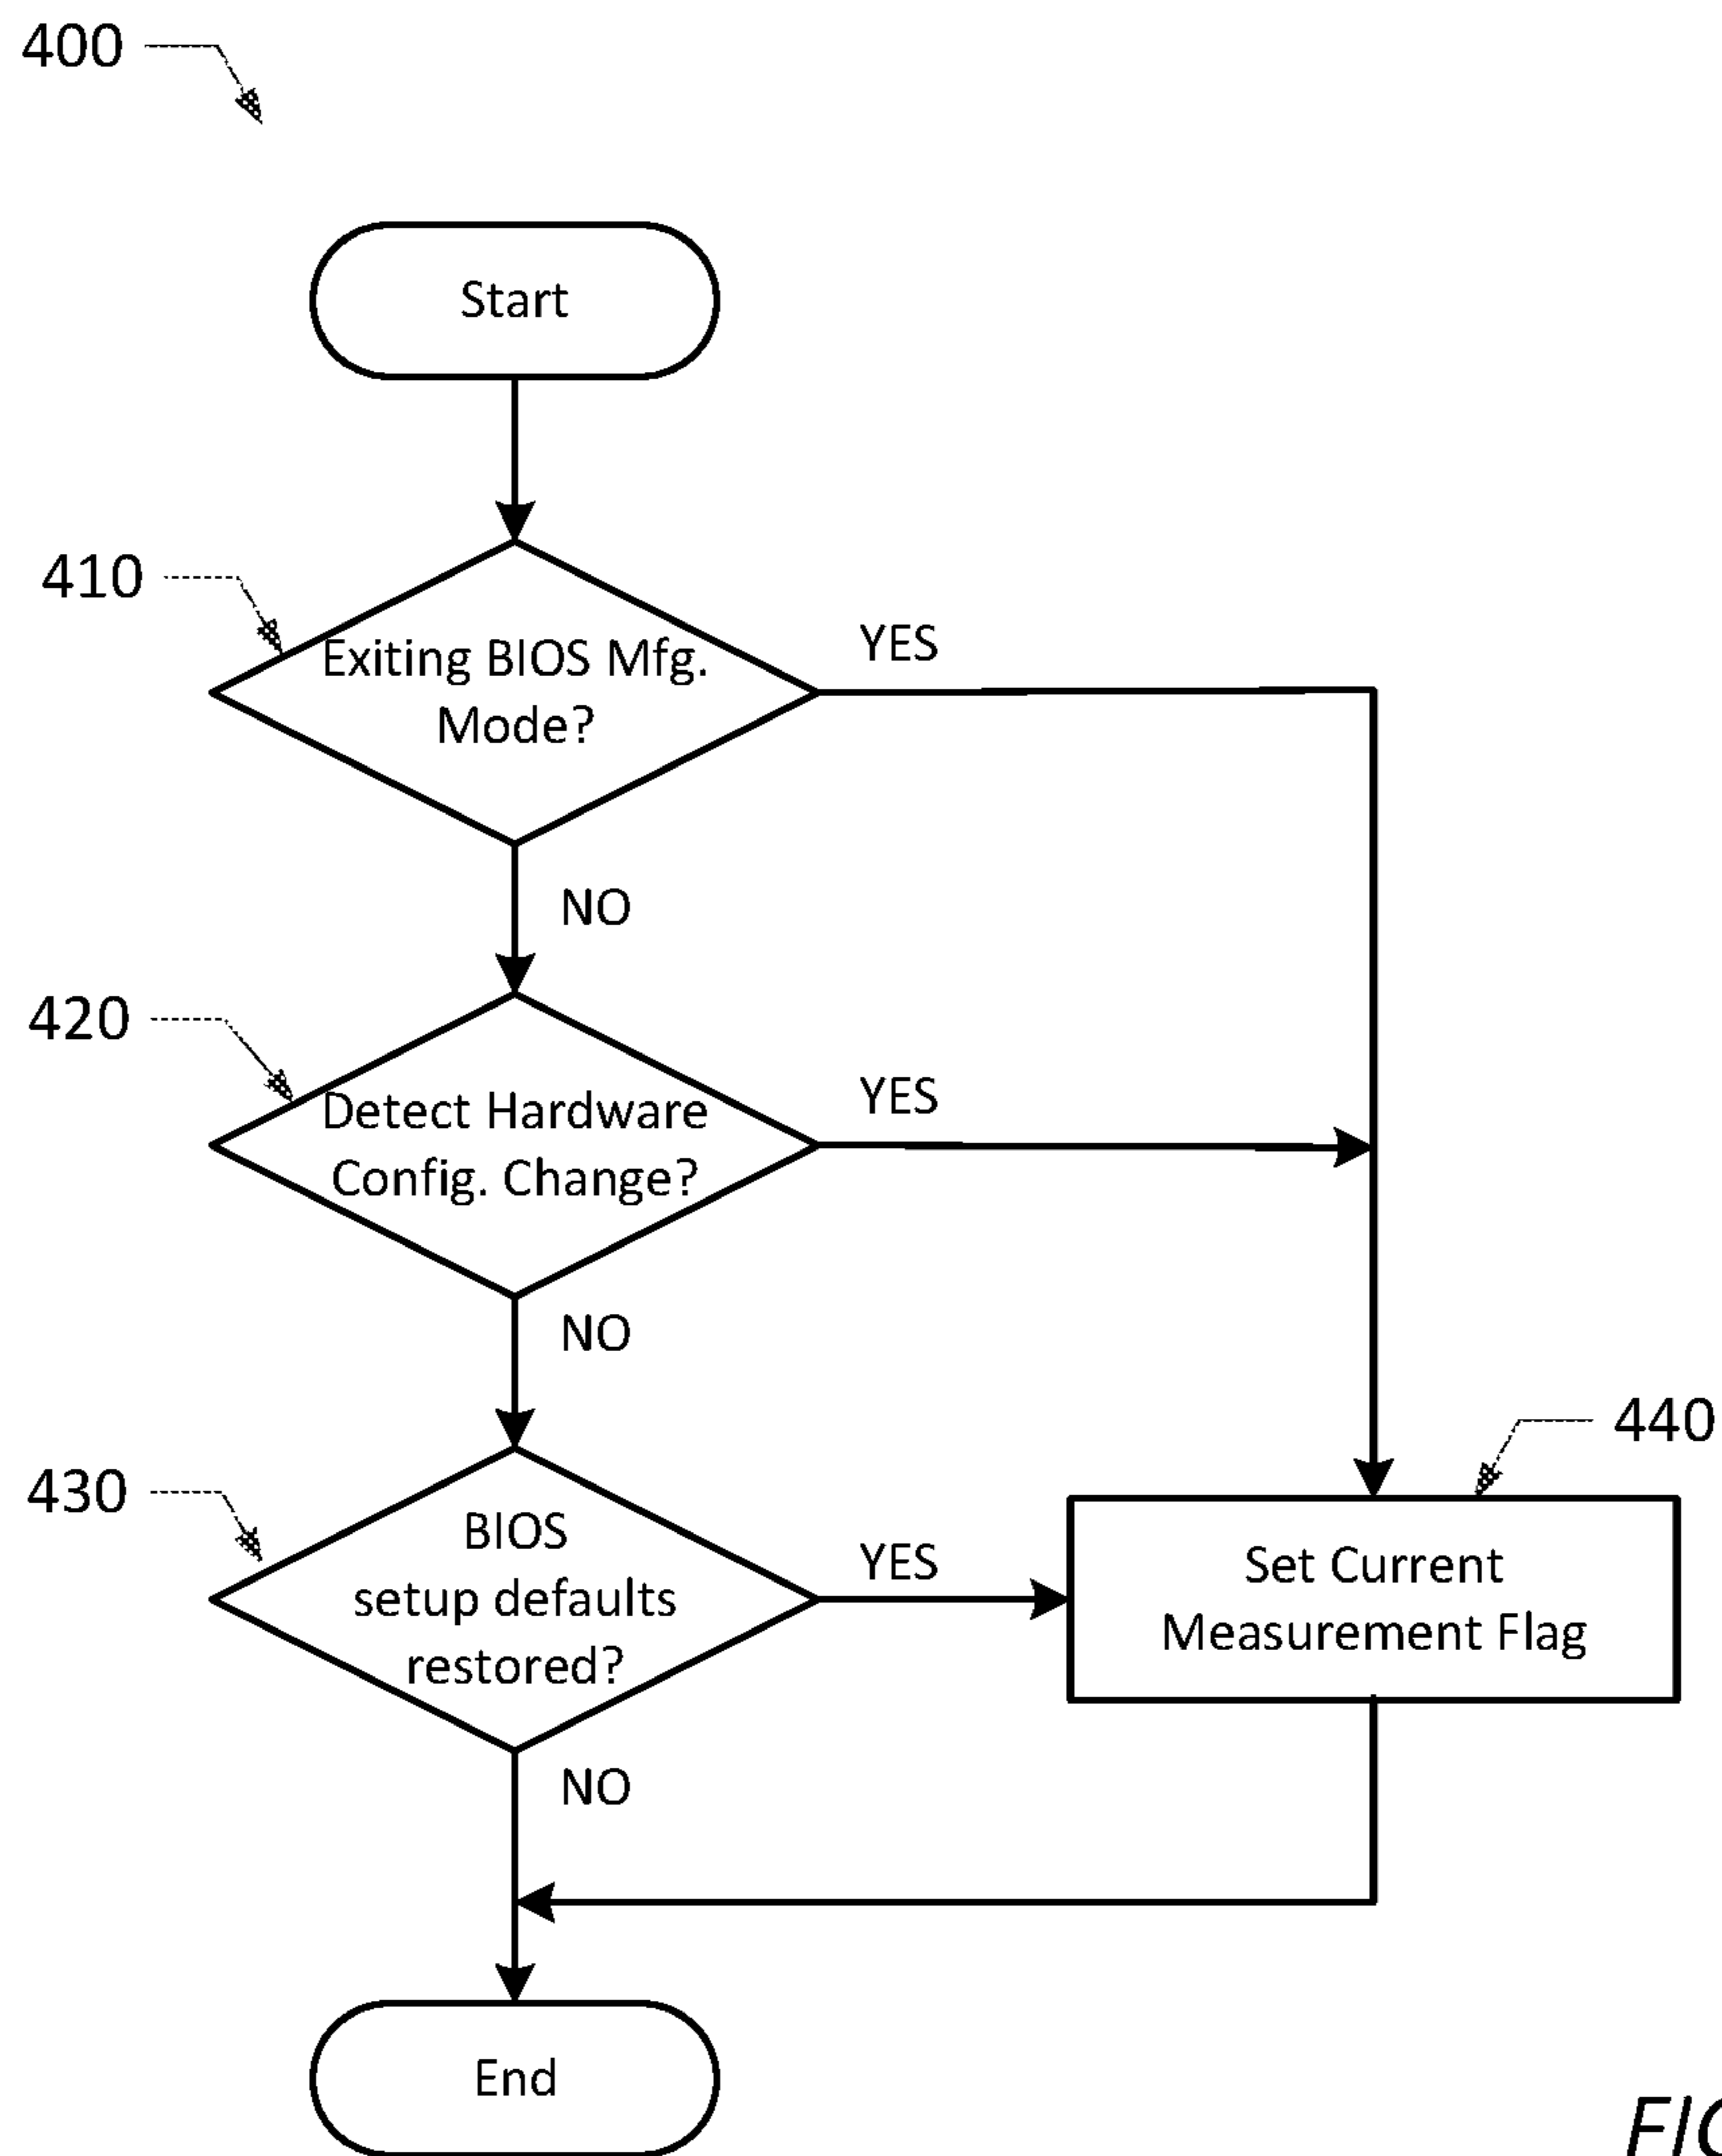 400
Start
410
Exiting BIOS Mfg.
Mode?
YES
NO
420
Detect Hardware
Config. Change?
YES
NO
430
BIOS
setup defaults
restored?
YES
440
Set Current
Measurement Flag
NO
End